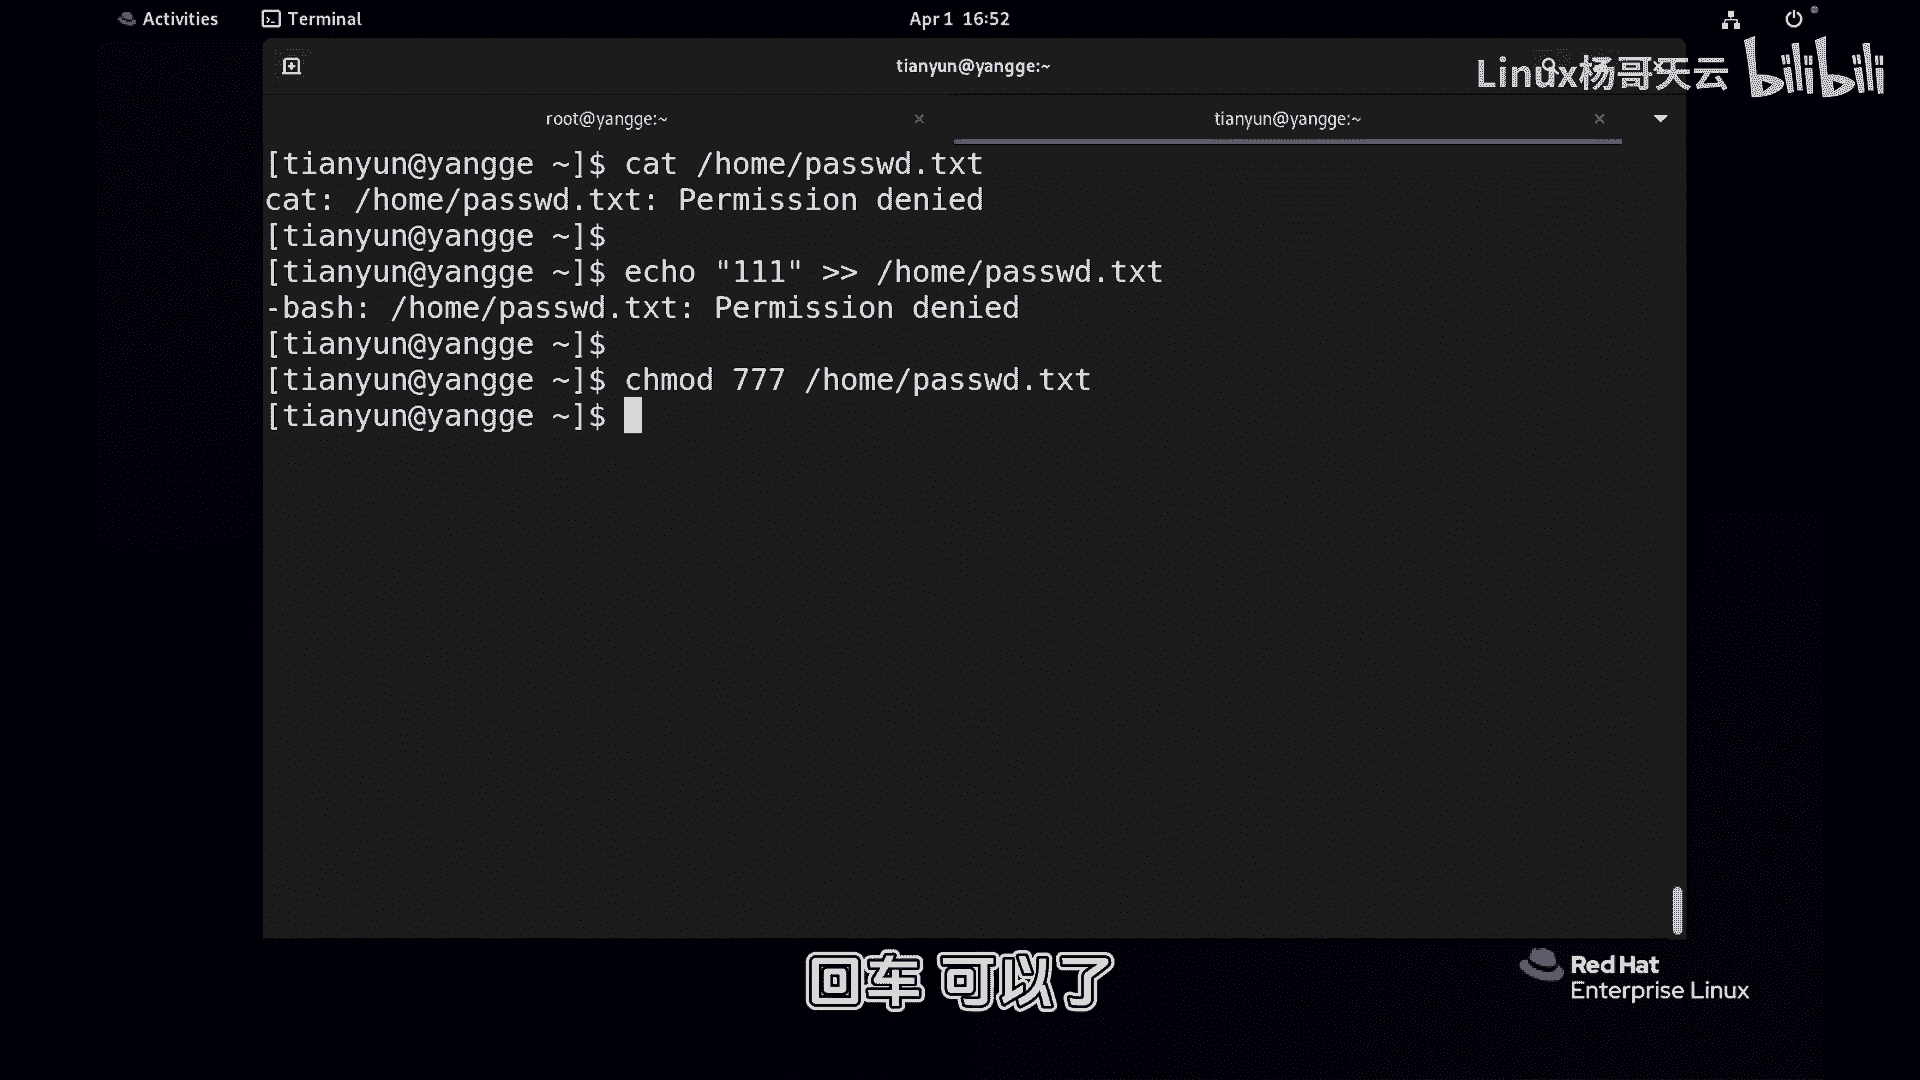 Activities Terminal Apr 1 16:52
tianyun@yangge:~
Linux杨哥天云 bilibili
root@yangge:~ × tianyun@yangge:~ ×
[tianyun@yangge ~]$ cat /home/passwd.txt
cat: /home/passwd.txt: Permission denied
[tianyun@yangge ~]$
[tianyun@yangge ~]$ echo "111" >> /home/passwd.txt
-bash: /home/passwd.txt: Permission denied
[tianyun@yangge ~]$
[tianyun@yangge ~]$ chmod 777 /home/passwd.txt
[tianyun@yangge ~]$
回车 可以了
Red Hat
Enterprise Linux